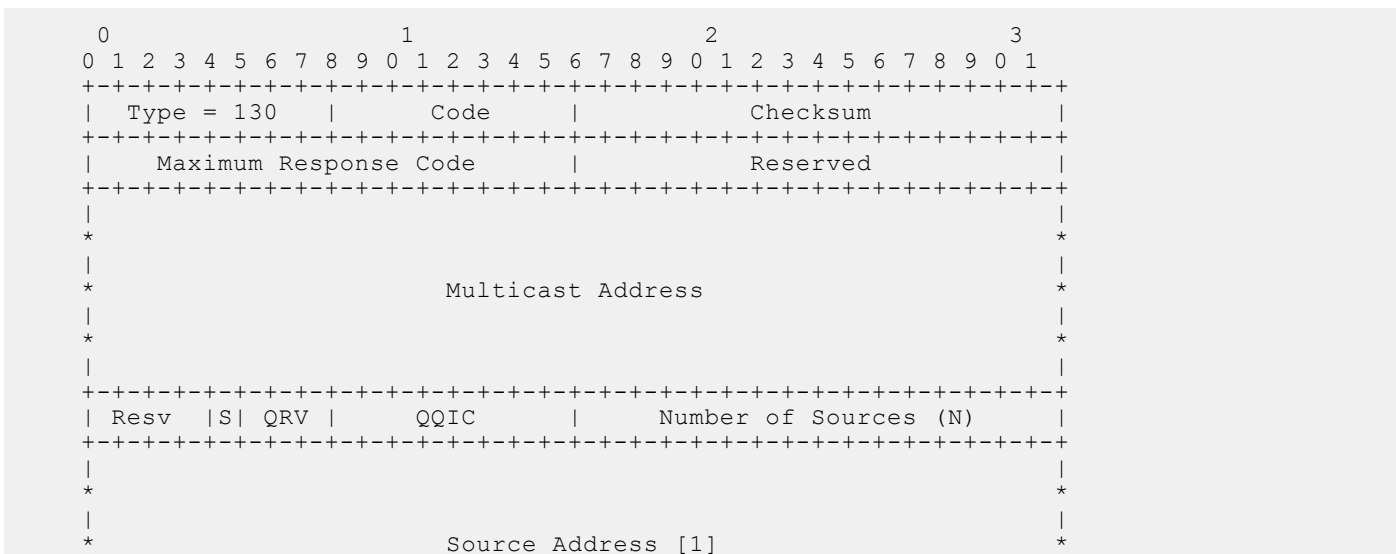 0                   1                   2                   3
0 1 2 3 4 5 6 7 8 9 0 1 2 3 4 5 6 7 8 9 0 1 2 3 4 5 6 7 8 9 0 1
+-+-+-+-+-+-+-+-+-+-+-+-+-+-+-+-+-+-+-+-+-+-+-+-+-+-+-+-+-+-+-+-+
|  Type = 130   |      Code     |           Checksum            |
+-+-+-+-+-+-+-+-+-+-+-+-+-+-+-+-+-+-+-+-+-+-+-+-+-+-+-+-+-+-+-+-+
|    Maximum Response Code      |           Reserved            |
+-+-+-+-+-+-+-+-+-+-+-+-+-+-+-+-+-+-+-+-+-+-+-+-+-+-+-+-+-+-+-+-+
|                                                               |
*                                                               *
|                                                               |
*                       Multicast Address                       *
|                                                               |
*                                                               *
|                                                               |
+-+-+-+-+-+-+-+-+-+-+-+-+-+-+-+-+-+-+-+-+-+-+-+-+-+-+-+-+-+-+-+-+
| Resv  |S| QRV |     QQIC      |     Number of Sources (N)     |
+-+-+-+-+-+-+-+-+-+-+-+-+-+-+-+-+-+-+-+-+-+-+-+-+-+-+-+-+-+-+-+-+
|                                                               |
*                                                               *
|                                                               |
*                       Source Address [1]                      *